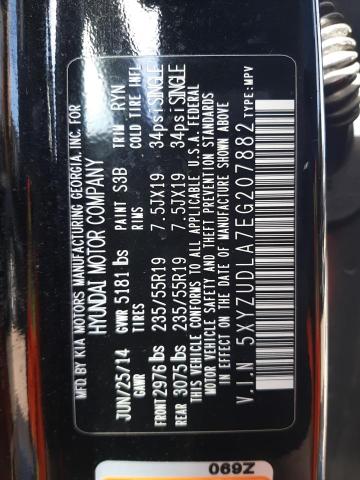 MFD. BY KIA MOTORS MANUFACTURING GEORGIA, INC. FOR
HYUNDAI MOTOR COMPANY
JUN/25/14 GVWR 5181 lbs PAINT S3B TRIM RYN
GAWR TIRES RIMS COLD TIRE INFL
FRONT 2976 lbs 235/55R19 7.5JX19 34psi SINGLE
REAR 3075 lbs 235/55R19 7.5JX19 34psi SINGLE
THIS VEHICLE CONFORMS TO ALL APPLICABLE U.S.A. FEDERAL
MOTOR VEHICLE SAFETY AND THEFT PREVENTION STANDARDS
IN EFFECT ON THE DATE OF MANUFACTURE SHOWN ABOVE
V.I.N 5XYZUDLA7EG207882 TYPE:MPV
Z690